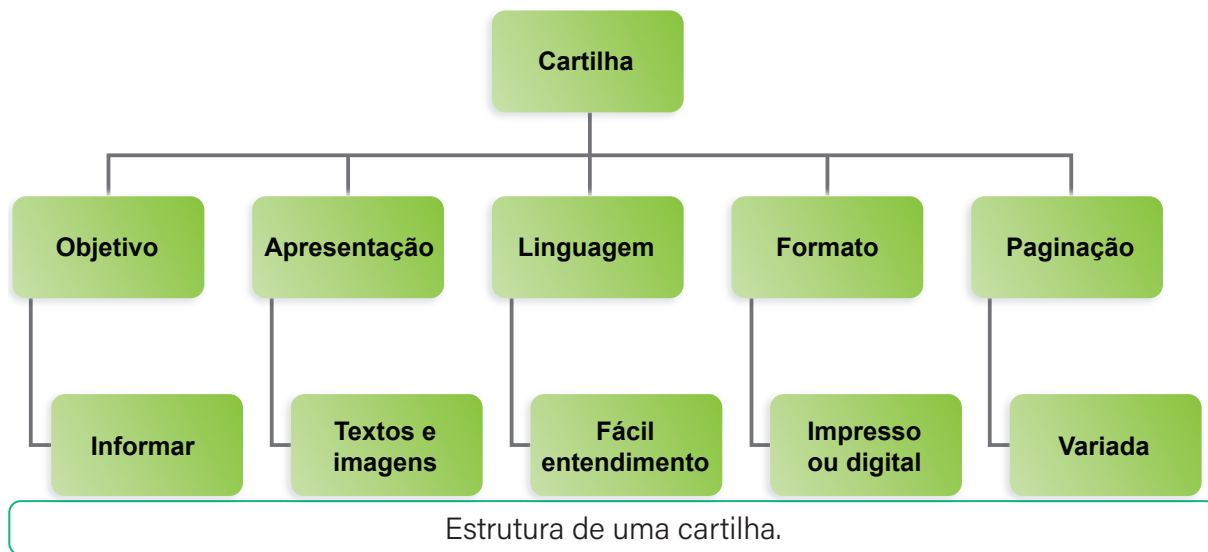 Cartilha
Objetivo
Apresentação
Linguagem
Formato
Paginação
Informar
Textos e
imagens
Fácil
entendimento
Impresso
ou digital
Variada
Estrutura de uma cartilha.